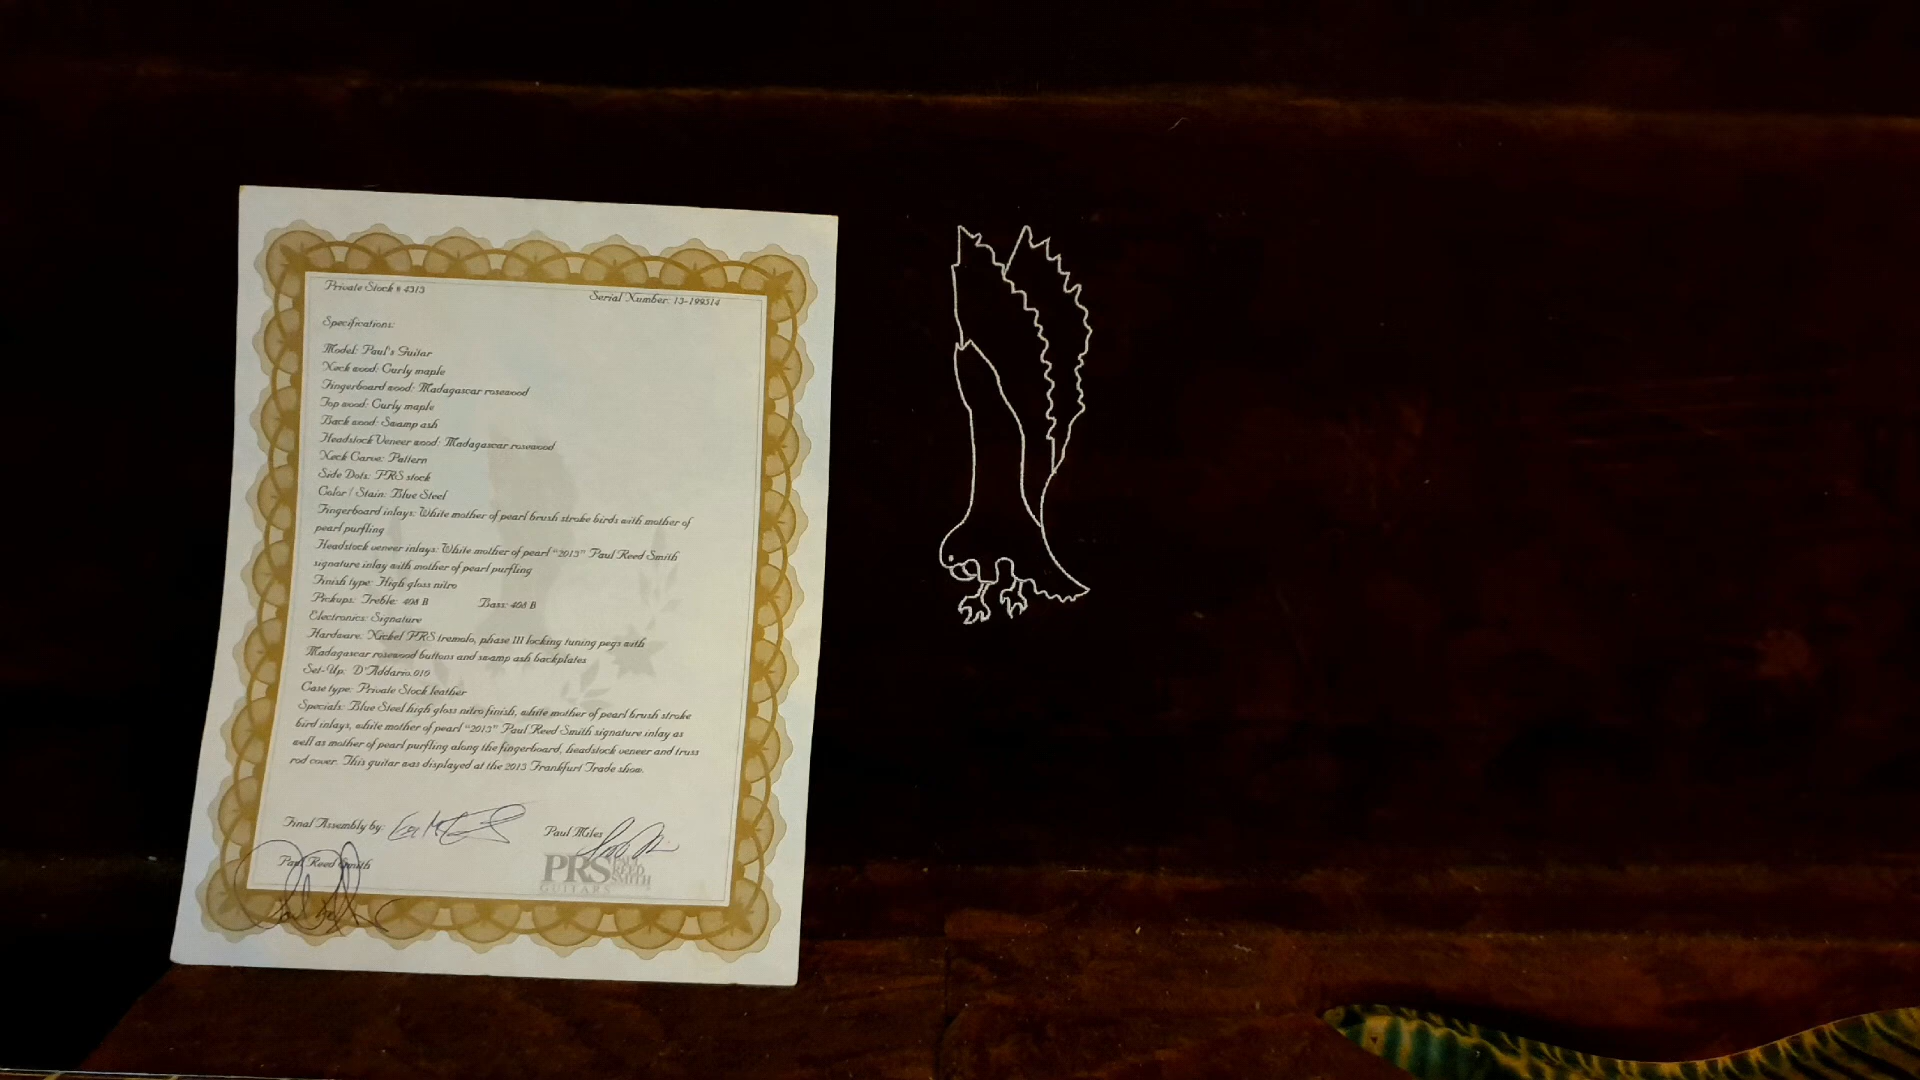 Private Stock # 4313
Serial Number: 13-199514
Specifications:
Model: Paul's Guitar
Neck wood: Curly maple
Fingerboard wood: Madagascar rosewood
Top wood: Curly maple
Back wood: Swamp ash
Headstock Veneer wood: Madagascar rosewood
Neck Carve: Pattern
Side Dots: PRS stock
Color / Stain: Blue Steel
Fingerboard inlays: White mother of pearl brush stroke birds with mother of
pearl purfling
Headstock veneer inlays: White mother of pearl "2013" Paul Reed Smith
signature inlay with mother of pearl purfling
Finish type: High gloss nitro
Pickups: Treble: 408 B Bass: 408 B
Electronics: Signature
Hardware: Nickel PRS tremolo, phase III locking tuning pegs with
Madagascar rosewood buttons and swamp ash backplates
Set-Up: D'Addario.010
Case type: Private Stock leather
Specials: Blue Steel high gloss nitro finish, white mother of pearl brush stroke
bird inlays, white mother of pearl "2013" Paul Reed Smith signature inlay as
well as mother of pearl purfling along the fingerboard, headstock veneer and truss
rod cover. This guitar was displayed at the 2013 Frankfurt Trade show.
Final Assembly by:
Paul Miles
Paul Reed Smith
PRS PAUL REED SMITH
GUITARS